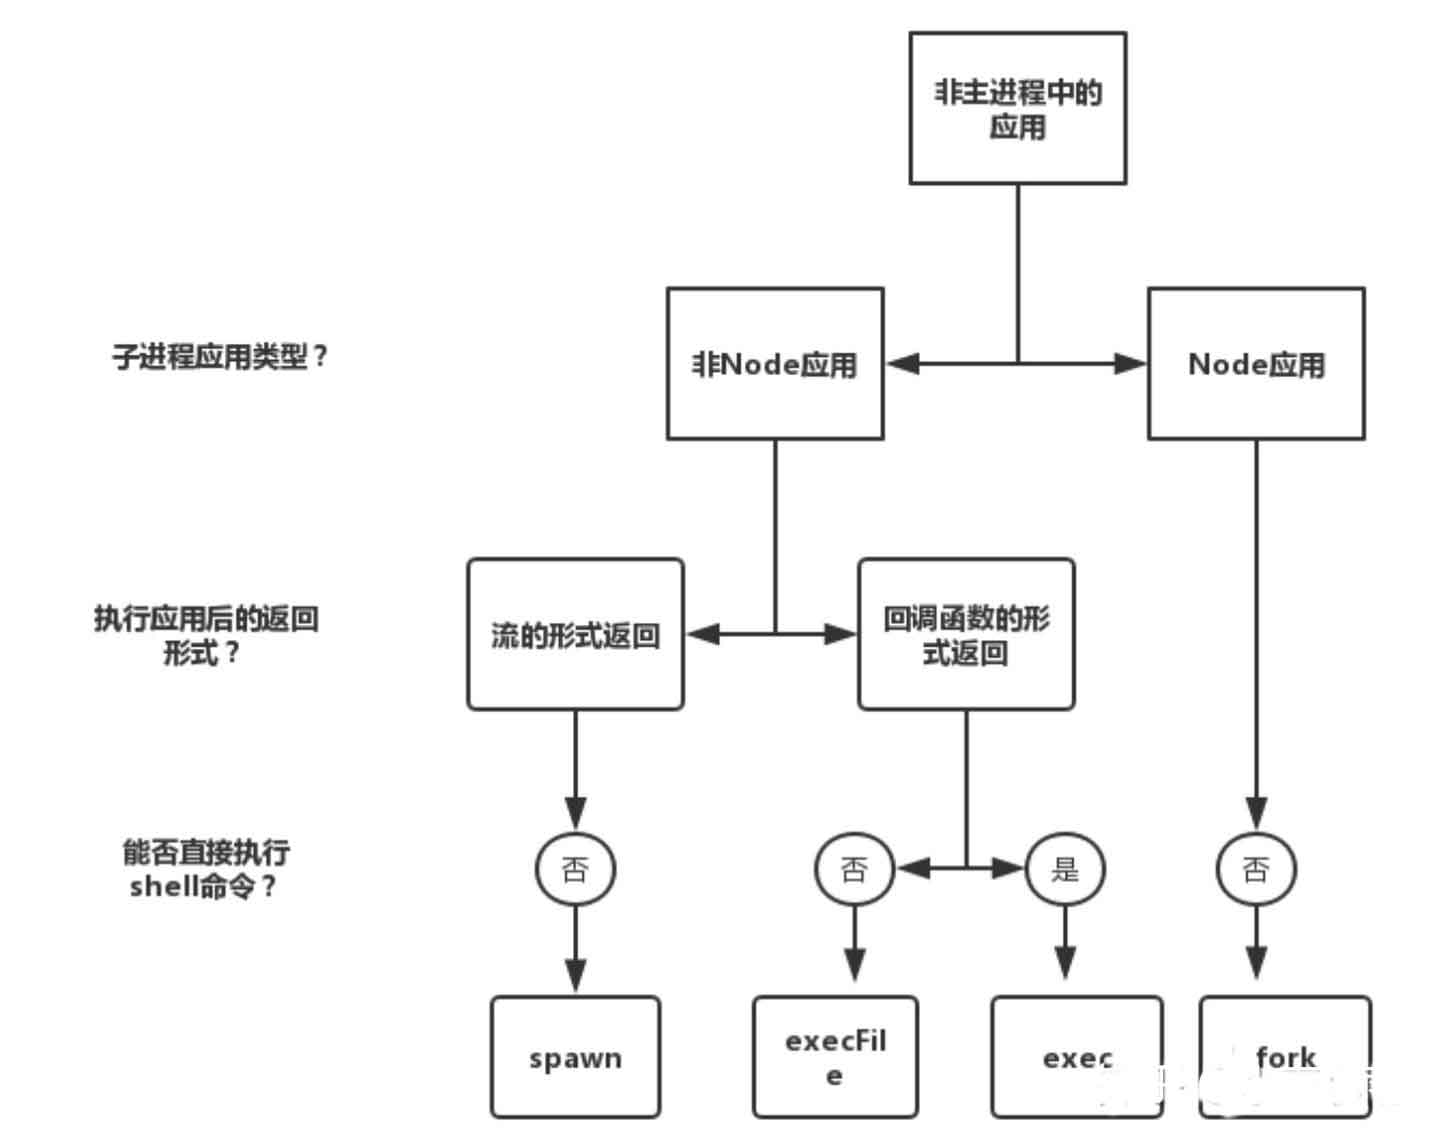 非主进程中的
应用
子进程应用类型？
非Node应用
Node应用
执行应用后的返回
形式？
流的形式返回
回调函数的形
式返回
能否直接执行
shell命令？
否
否
是
否
spawn
execFil
e
exec
fork